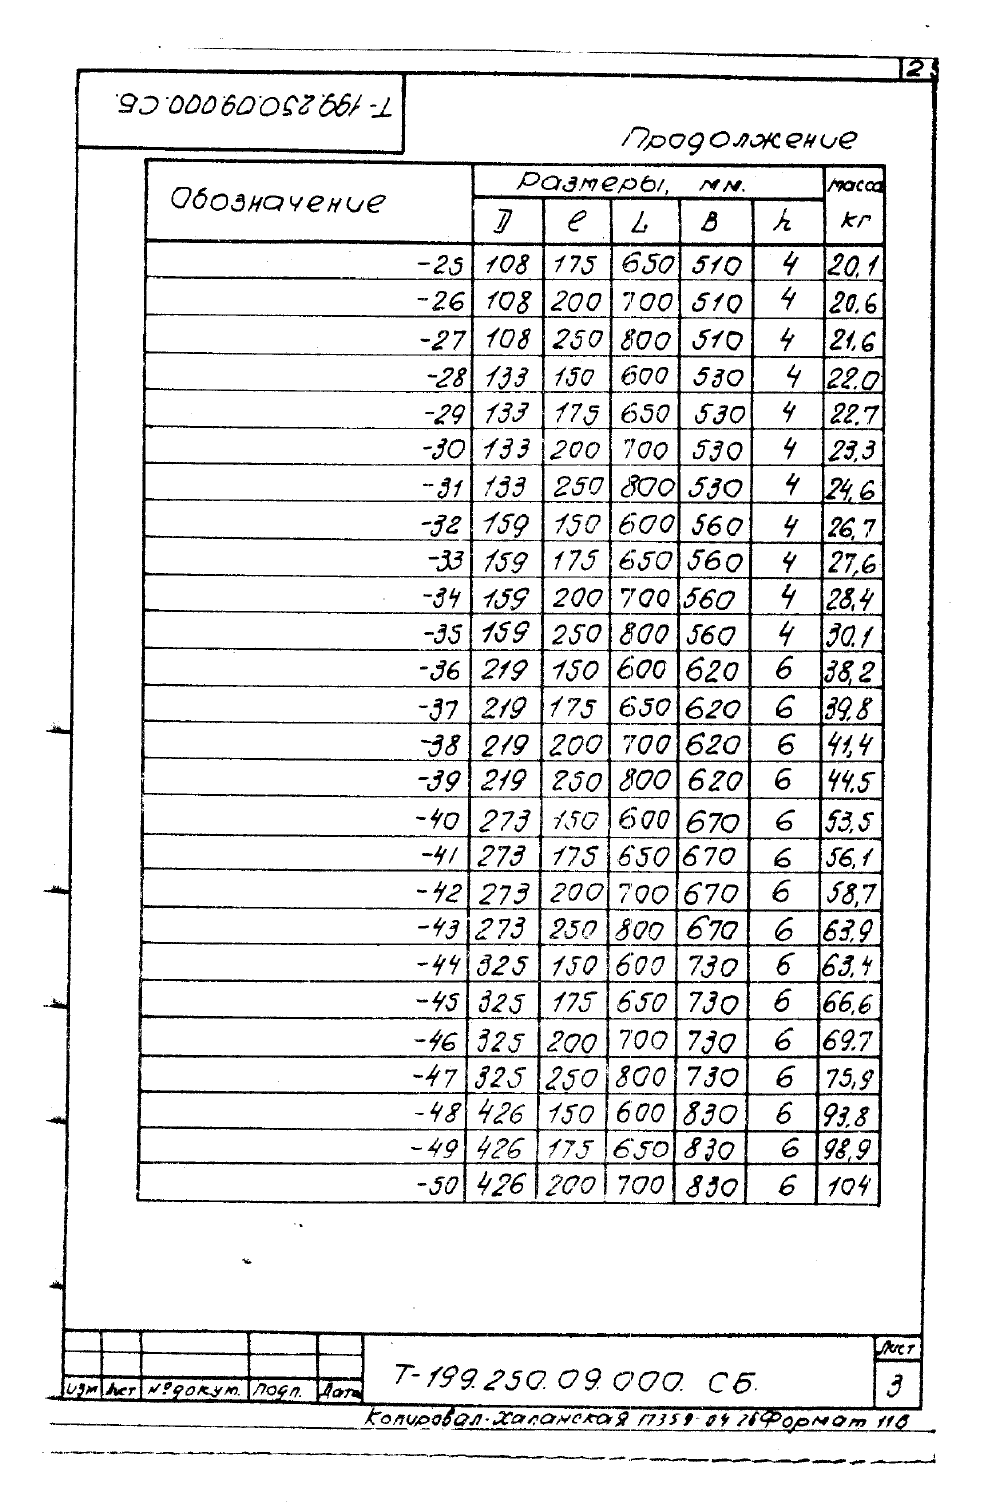 25
Т-199.250.09.000.СБ.
Продолжение
Обозначение Размеры, мм. масса кг
D l L B h
-25 108 175 650 510 4 20,1
-26 108 200 700 510 4 20.6
-27 108 250 800 510 4 21,6
-28 133 150 600 530 4 22.0
-29 133 175 650 530 4 22.7
-30 133 200 700 530 4 23,3
-31 133 250 800 530 4 24,6
-32 159 150 600 560 4 26,7
-33 159 175 650 560 4 27,6
-34 159 200 700 560 4 28,4
-35 159 250 800 560 4 30.1
-36 219 150 600 620 6 38,2
-37 219 175 650 620 6 39.8
-38 219 200 700 620 6 41,4
-39 219 250 800 620 6 44.5
-40 273 150 600 670 6 53,5
-41 273 175 650 670 6 56,1
-42 273 200 700 670 6 58,7
-43 273 250 800 670 6 63.9
-44 325 150 600 730 6 63,4
-45 325 175 650 730 6 66,6
-46 325 200 700 730 6 69.7
-47 325 250 800 730 6 75,9
-48 426 150 600 830 6 93,8
-49 426 175 650 830 6 98,9
-50 426 200 700 830 6 104
Т-199.250.09.000. СБ.
Лист
3
Изм Лист №докум. Подп. Дата
Копировал-Хапанская 17359-04 26 Формат 11В